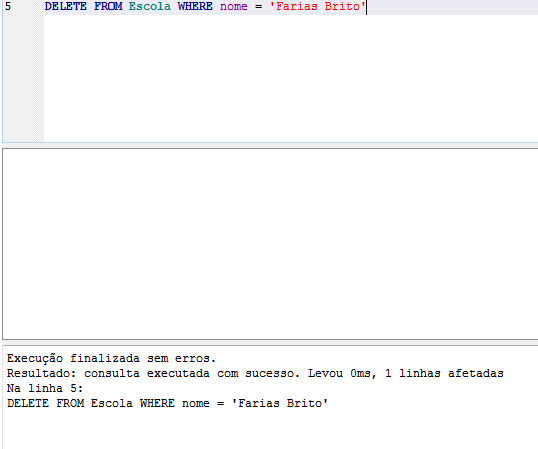 5 DELETE FROM Escola WHERE nome = 'Farias Brito'
Execução finalizada sem erros.
Resultado: consulta executada com sucesso. Levou 0ms, 1 linhas afetadas
Na linha 5:
DELETE FROM Escola WHERE nome = 'Farias Brito'